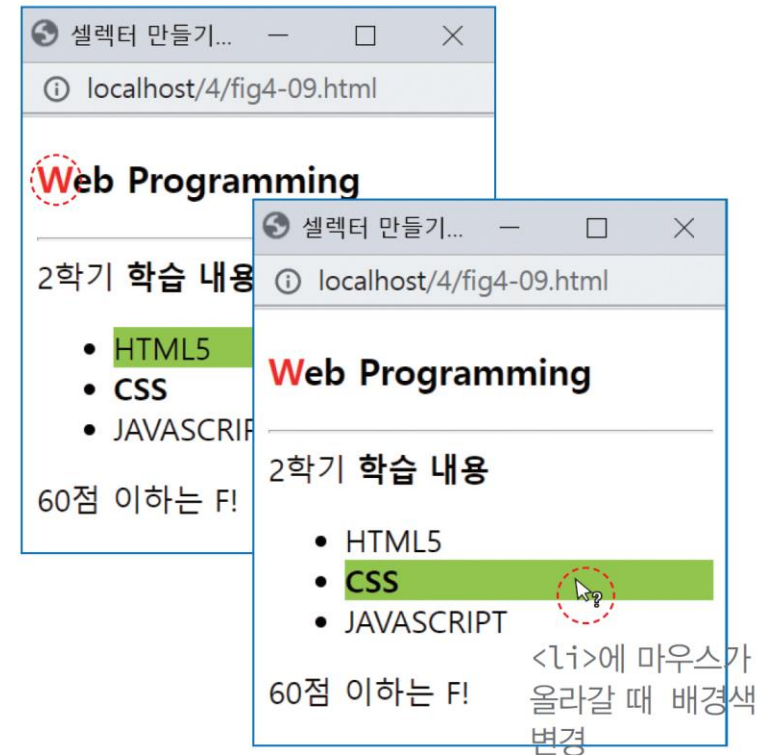 셀렉터 만들기...
localhost/4/fig4-09.html
Web Programming
2학기 학습 내용
HTML5
CSS
JAVASCRIP
60점 이하는 F!
셀렉터 만들기...
localhost/4/fig4-09.html
Web Programming
2학기 학습 내용
HTML5
CSS
JAVASCRIPT
60점 이하는 F!
<li>에 마우스가
올라갈 때 배경색
변경